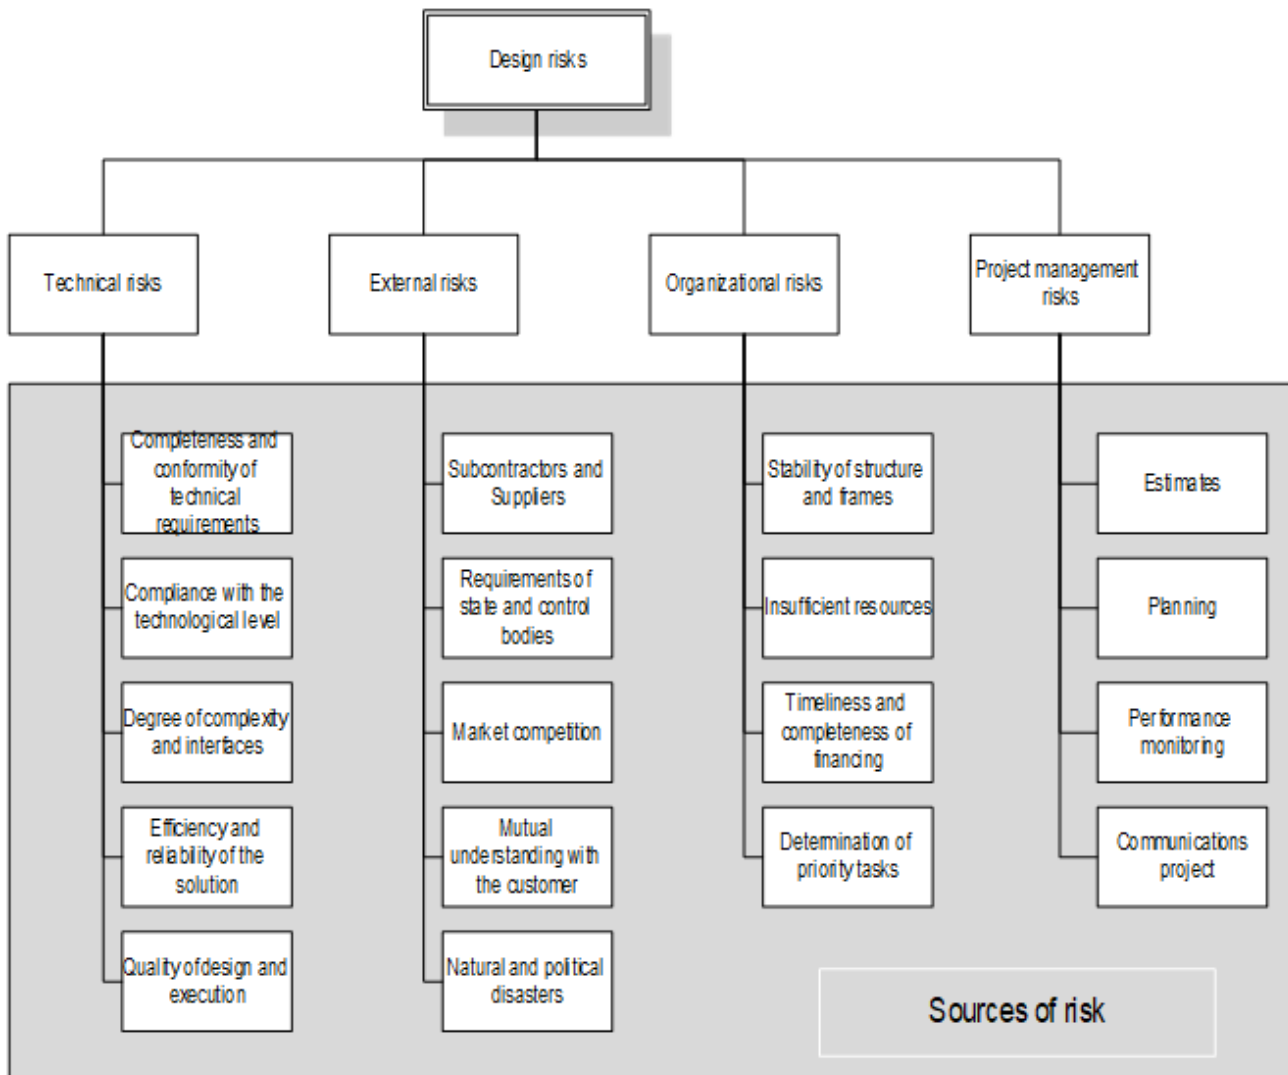 Design risks
Technical risks
External risks
Organizational risks
Project management
risks
Completeness and
conformity of
technical
requirements
Subcontractors and
Suppliers
Stability of structure
and frames
Estimates
Compliance with the
technological level
Requirements of
state and control
bodies
Insufficient resources
Planning
Degree of complexity
and interfaces
Market competition
Timeliness and
completeness of
financing
Performance
monitoring
Efficiency and
reliability of the
solution
Mutual
understanding with
the customer
Determination of
priority tasks
Communications
project
Quality of design and
execution
Natural and political
disasters
Sources of risk